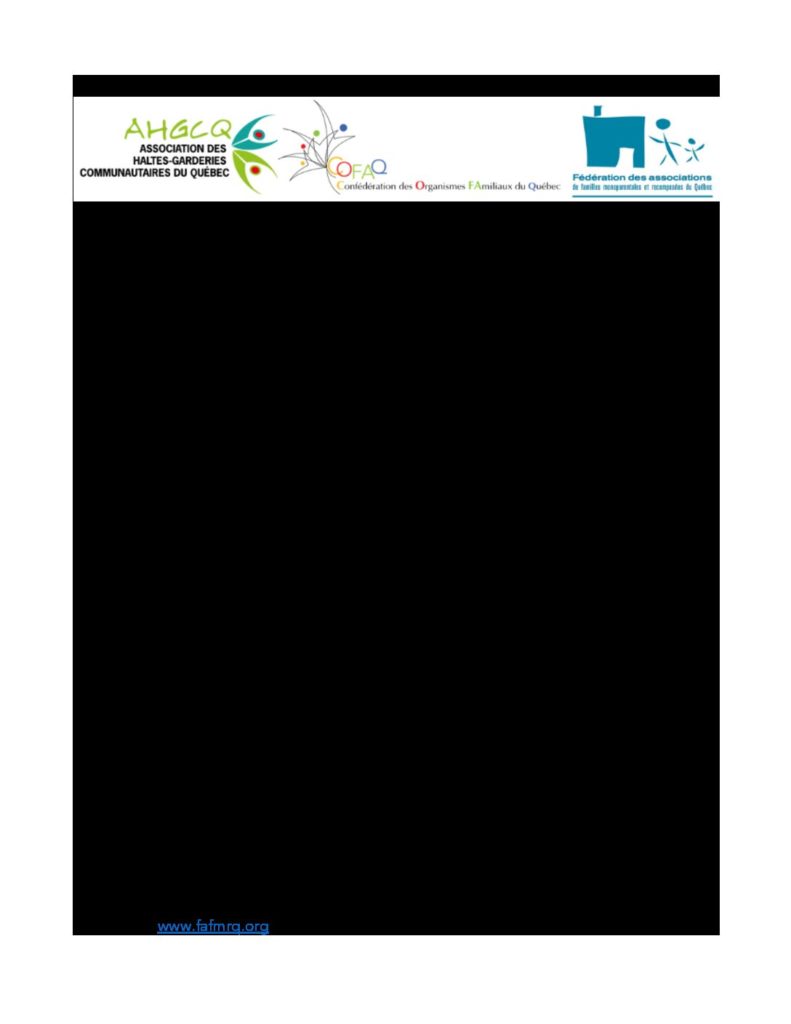 AHGCQ
ASSOCIATION DES
HALTES-GARDERIES
COMMUNAUTAIRES DU QUÉBEC
COFAQ
Confédération des Organismes FAmiliaux du Québec
Fédération des associations
de familles monoparentales et recomposées du Québec
www.fafmrq.org